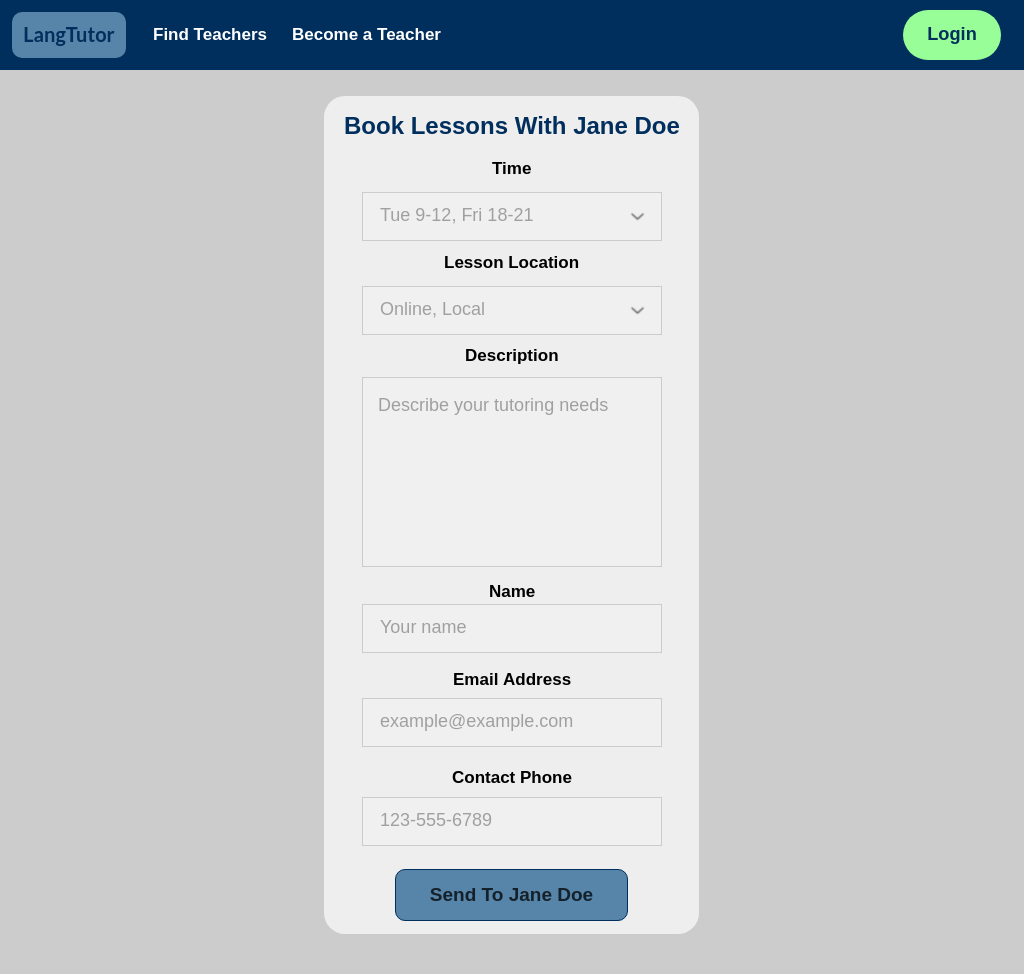 LangTutor
Find Teachers
Become a Teacher
Login
Book Lessons With Jane Doe
Time
Tue 9-12, Fri 18-21
Lesson Location
Online, Local
Description
Describe your tutoring needs
Name
Your name
Email Address
example@example.com
Contact Phone
123-555-6789
Send To Jane Doe